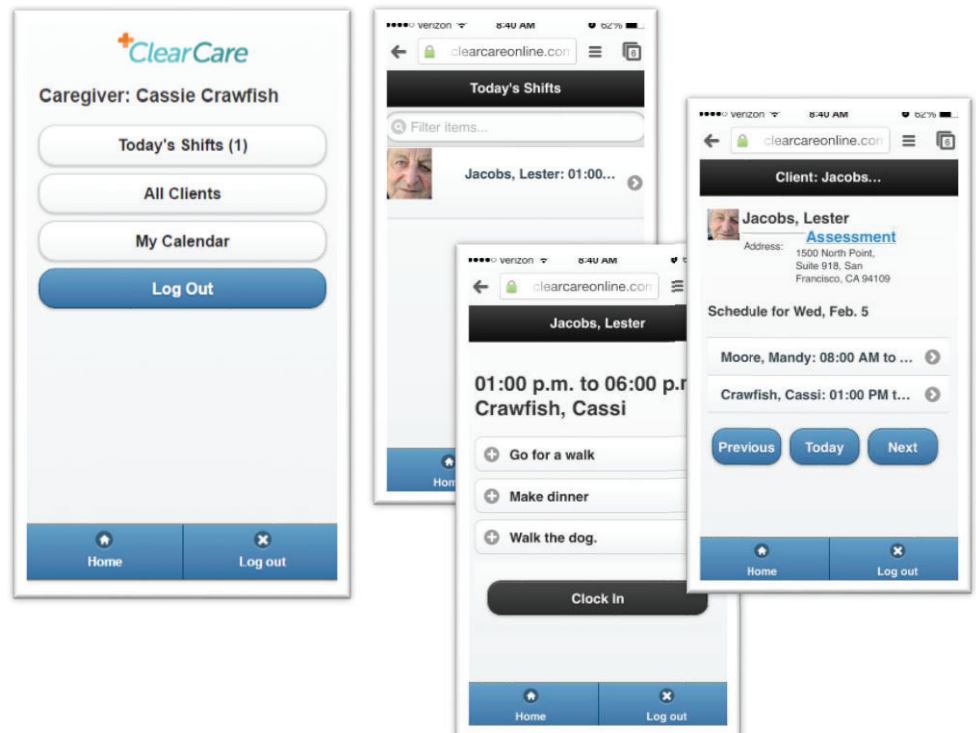 ClearCare
Caregiver: Cassie Crawfish
Today's Shifts (1)
All Clients
My Calendar
Log Out
Home
Log out
verizon
8:40 AM
62%
clearcareonline.com
6
Today's Shifts
Filter items...
Jacobs, Lester: 01:00...
verizon
8:40 AM
clearcareonline.com
Jacobs, Lester
01:00 p.m. to 06:00
Crawfish, Cassi
Go for a walk
Make dinner
Walk the dog.
Clock In
Home
Log out
verizon
8:40 AM
62%
clearcareonline.com
6
Client: Jacobs...
Jacobs, Lester
Assessment
Address:
1500 North Point,
Suite 918, San
Francisco, CA 94109
Schedule for Wed, Feb. 5
Moore, Mandy: 08:00 AM to ...
Crawfish, Cassi: 01:00 PM t...
Previous
Today
Next
Home
Log out